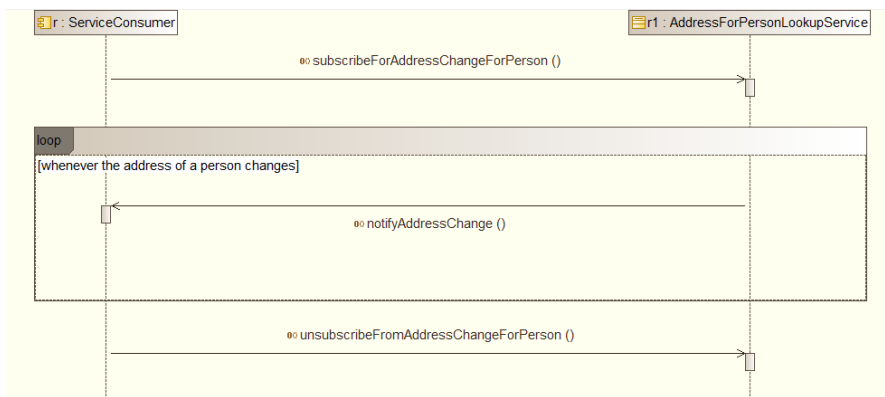 r : ServiceConsumer
r1 : AddressForPersonLookupService
subscribeForAddressChangeForPerson ()
loop
[whenever the address of a person changes]
notifyAddressChange ()
unsubscribeFromAddressChangeForPerson ()